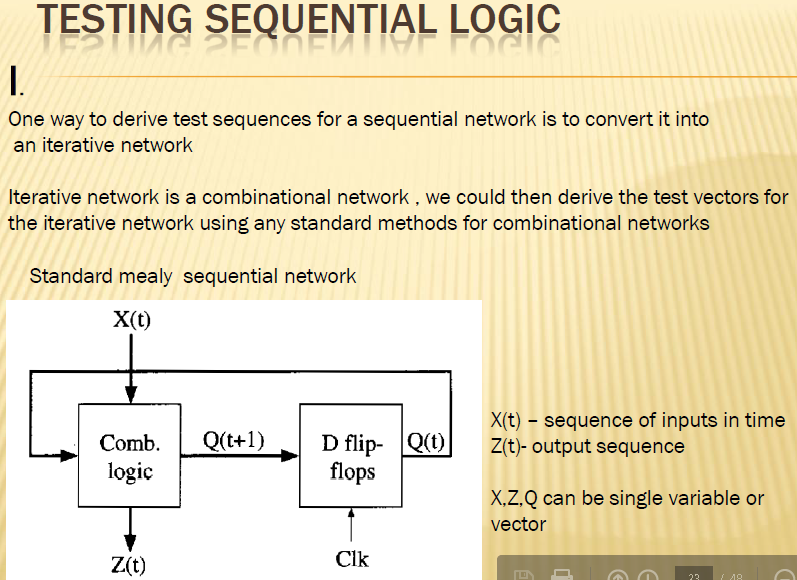 TESTING SEQUENTIAL LOGIC
I.
One way to derive test sequences for a sequential network is to convert it into
an iterative network
Iterative network is a combinational network , we could then derive the test vectors for
the iterative network using any standard methods for combinational networks
Standard mealy sequential network
X(t)
Comb.
logic
Q(t+1)
D flip-
flops
Q(t)
Z(t)
Clk
X(t) – sequence of inputs in time
Z(t)- output sequence
X,Z,Q can be single variable or
vector
23 / 48